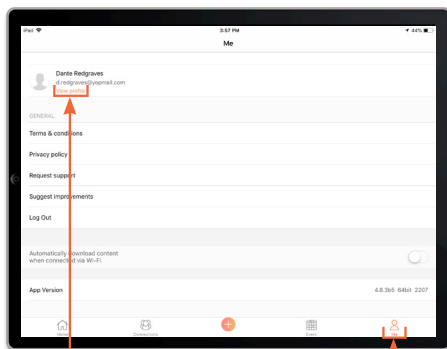 iPad
3:57 PM
44%
Me
Dante Redgraves
d.redgraves@yopmail.com
View profile
GENERAL
Terms & conditions
Privacy policy
Request support
Suggest improvements
Log Out
Automatically download content
when connected via Wi-Fi
App Version
4.8.3b5 64bit 2207
Home
Connections
Event
Me